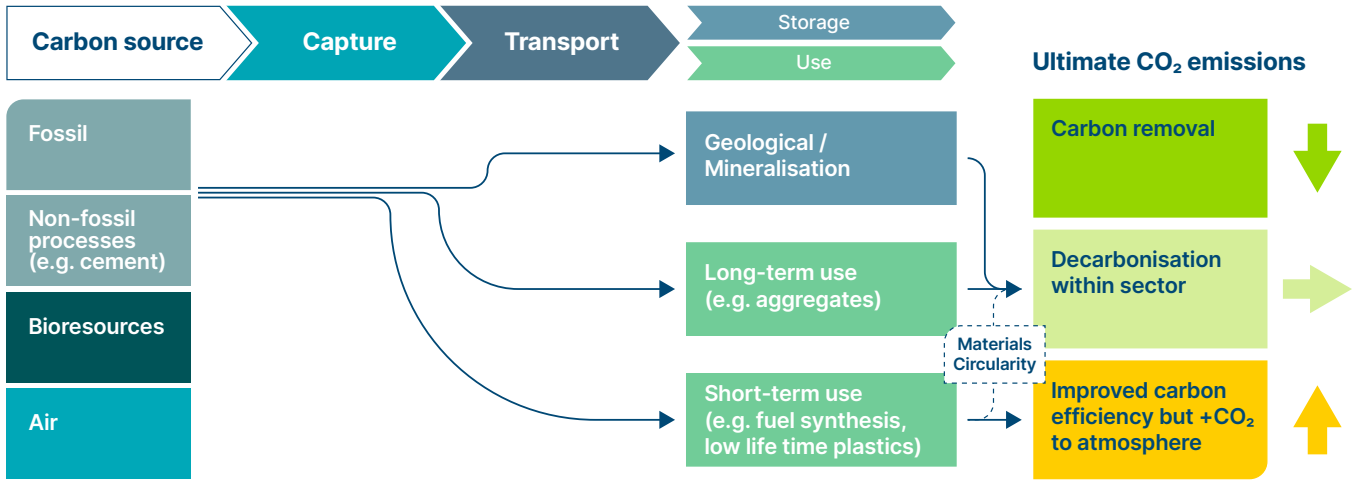 Carbon source
Capture
Transport
Storage
Use
Ultimate CO₂ emissions
Fossil
Non-fossil
processes
(e.g. cement)
Bioresources
Air
Geological /
Mineralisation
Long-term use
(e.g. aggregates)
Short-term use
(e.g. fuel synthesis,
low life time plastics)
Materials
Circularity
Carbon removal
Decarbonisation
within sector
Improved carbon
efficiency but +CO₂
to atmosphere